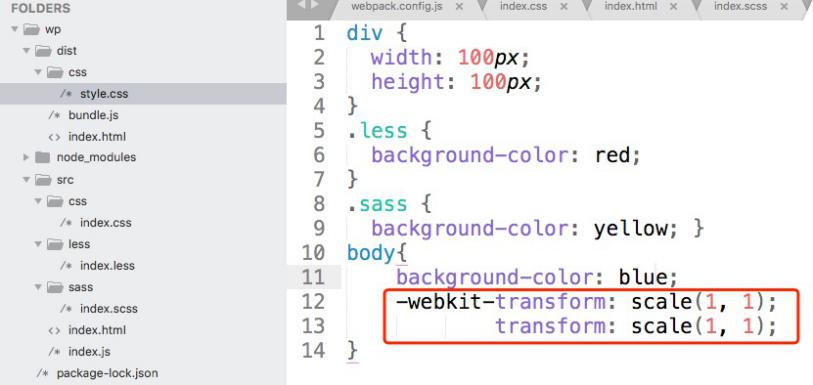 FOLDERS
wp
dist
css
/* style.css
/* bundle.js
<> index.html
node_modules
src
css
/* index.css
less
/* index.less
sass
/* index.scss
<> index.html
/* index.js
/* package-lock.json
webpack.config.js × index.css × index.html × index.scss ×
1 div {
2 width: 100px;
3 height: 100px;
4 }
5 .less {
6 background-color: red;
7 }
8 .sass {
9 background-color: yellow; }
10 body{
11 background-color: blue;
12 -webkit-transform: scale(1, 1);
13 transform: scale(1, 1);
14 }